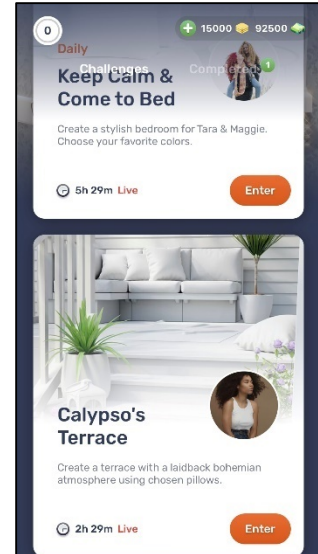 0
15000 92500
Daily
Challenges Completed 1
Keep Calm &
Come to Bed
Create a stylish bedroom for Tara & Maggie.
Choose your favorite colors.
5h 29m Live
Enter
Calypso's
Terrace
Create a terrace with a laidback bohemian
atmosphere using chosen pillows.
2h 29m Live
Enter